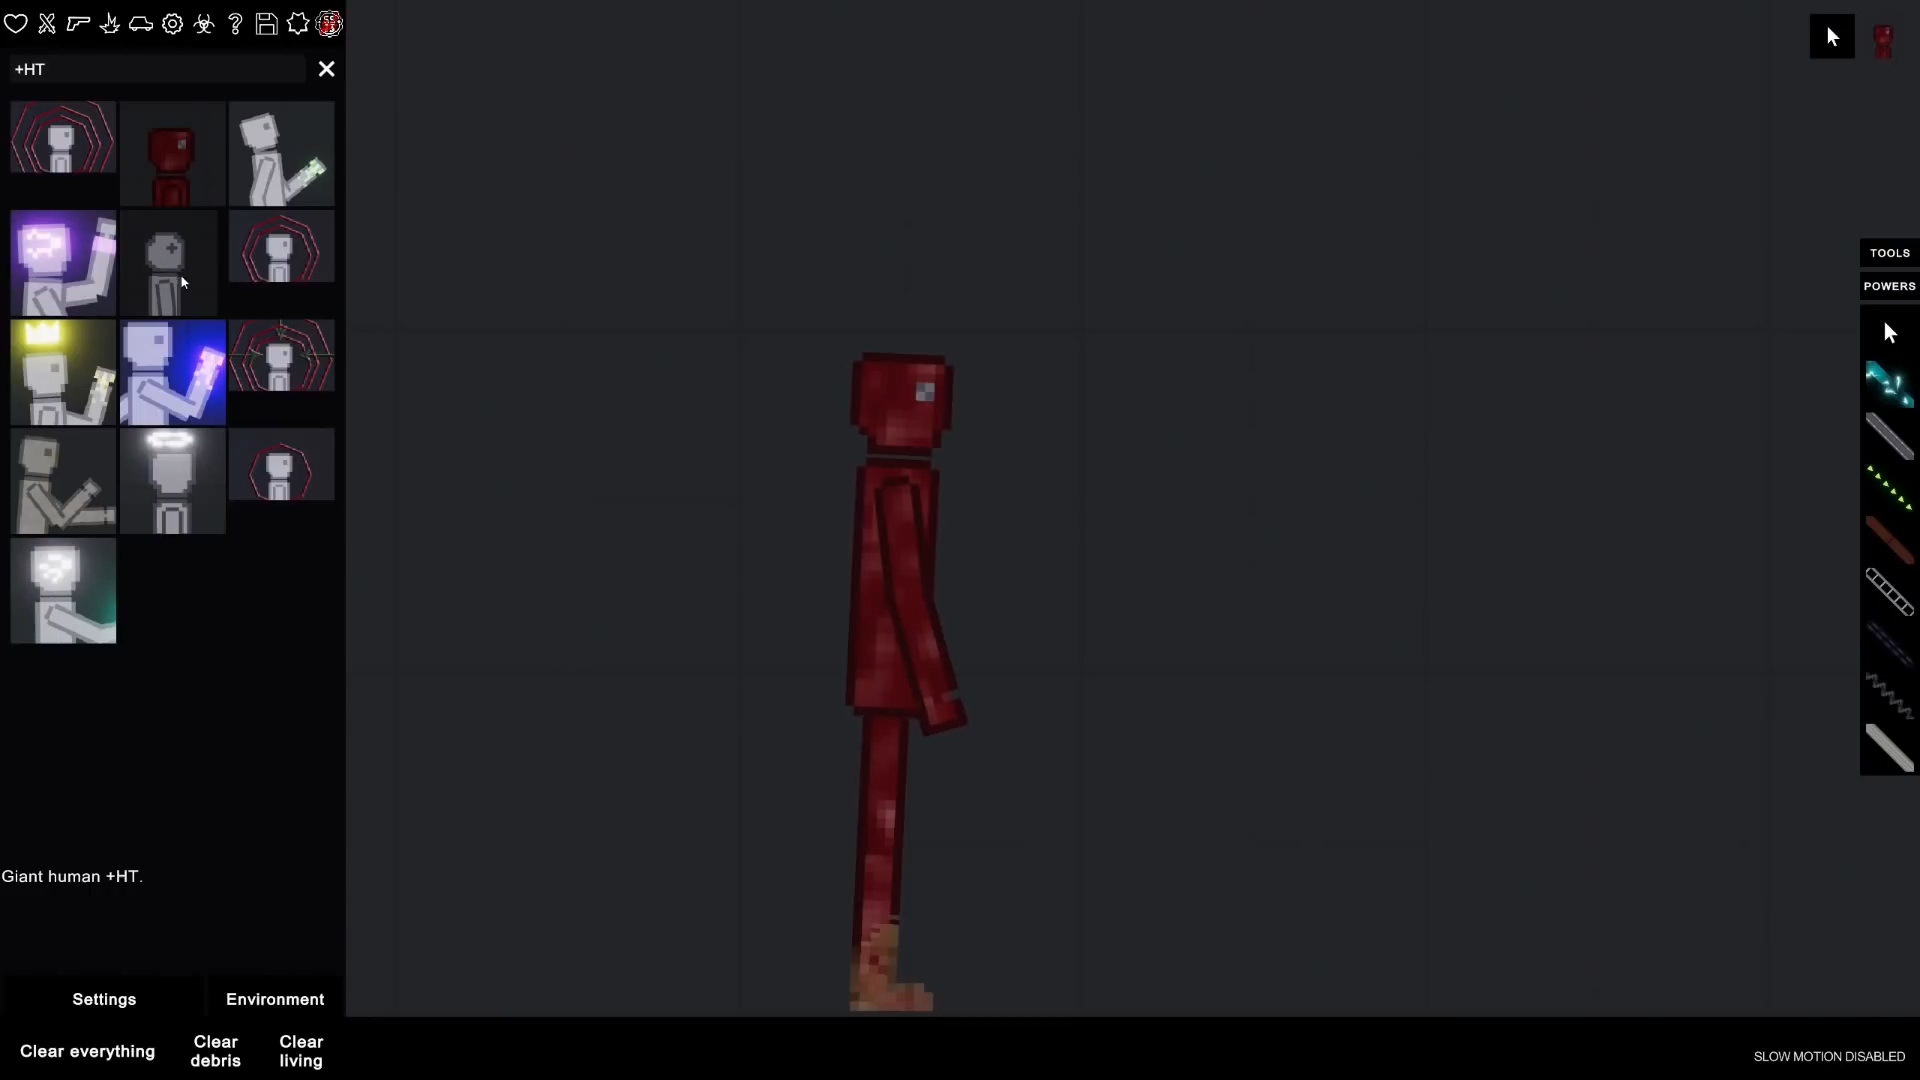 +HT
TOOLS
POWERS
Giant human +HT.
Settings
Environment
Clear everything
Clear debris
Clear living
SLOW MOTION DISABLED